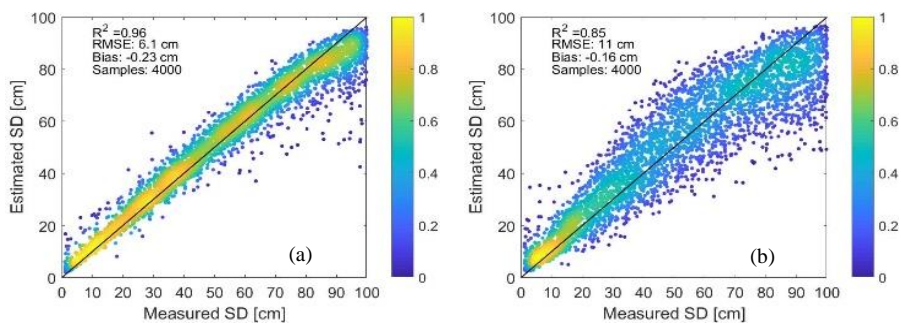 R² =0.96
RMSE: 6.1 cm
Bias: -0.23 cm
Samples: 4000
100
80
60
40
20
0
Estimated SD [cm]
0 10 20 30 40 50 60 70 80 90 100
Measured SD [cm]
(a)
1
0.8
0.6
0.4
0.2
0
R² =0.85
RMSE: 11 cm
Bias: -0.16 cm
Samples: 4000
100
80
60
40
20
0
Estimated SD [cm]
0 10 20 30 40 50 60 70 80 90 100
Measured SD [cm]
(b)
1
0.8
0.6
0.4
0.2
0